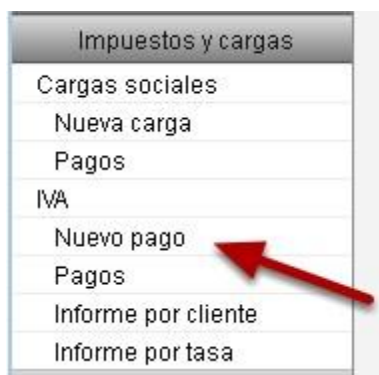 Impuestos y cargas
Cargas sociales
Nueva carga
Pagos
IVA
Nuevo pago
Pagos
Informe por cliente
Informe por tasa